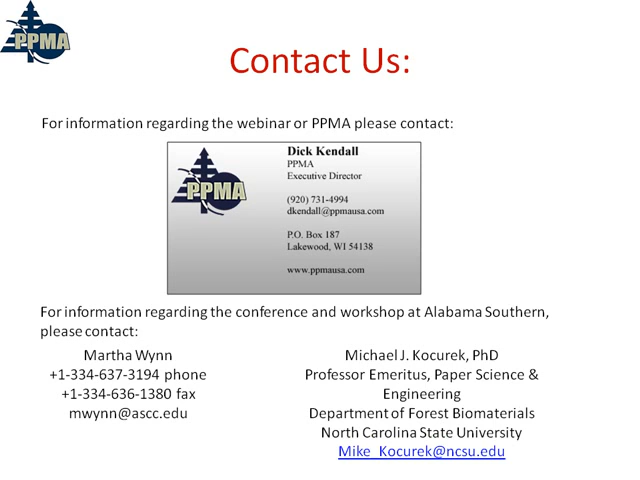 PPMA
Contact Us:
For information regarding the webinar or PPMA please contact:
PPMA
Dick Kendall
PPMA
Executive Director
(920) 731-4994
dkendall@ppmausa.com
P.O. Box 187
Lakewood, WI 54138
www.ppmausa.com
For information regarding the conference and workshop at Alabama Southern,
please contact:
Martha Wynn
+1-334-637-3194 phone
+1-334-636-1380 fax
mwynn@ascc.edu
Michael J. Kocurek, PhD
Professor Emeritus, Paper Science &
Engineering
Department of Forest Biomaterials
North Carolina State University
Mike_Kocurek@ncsu.edu